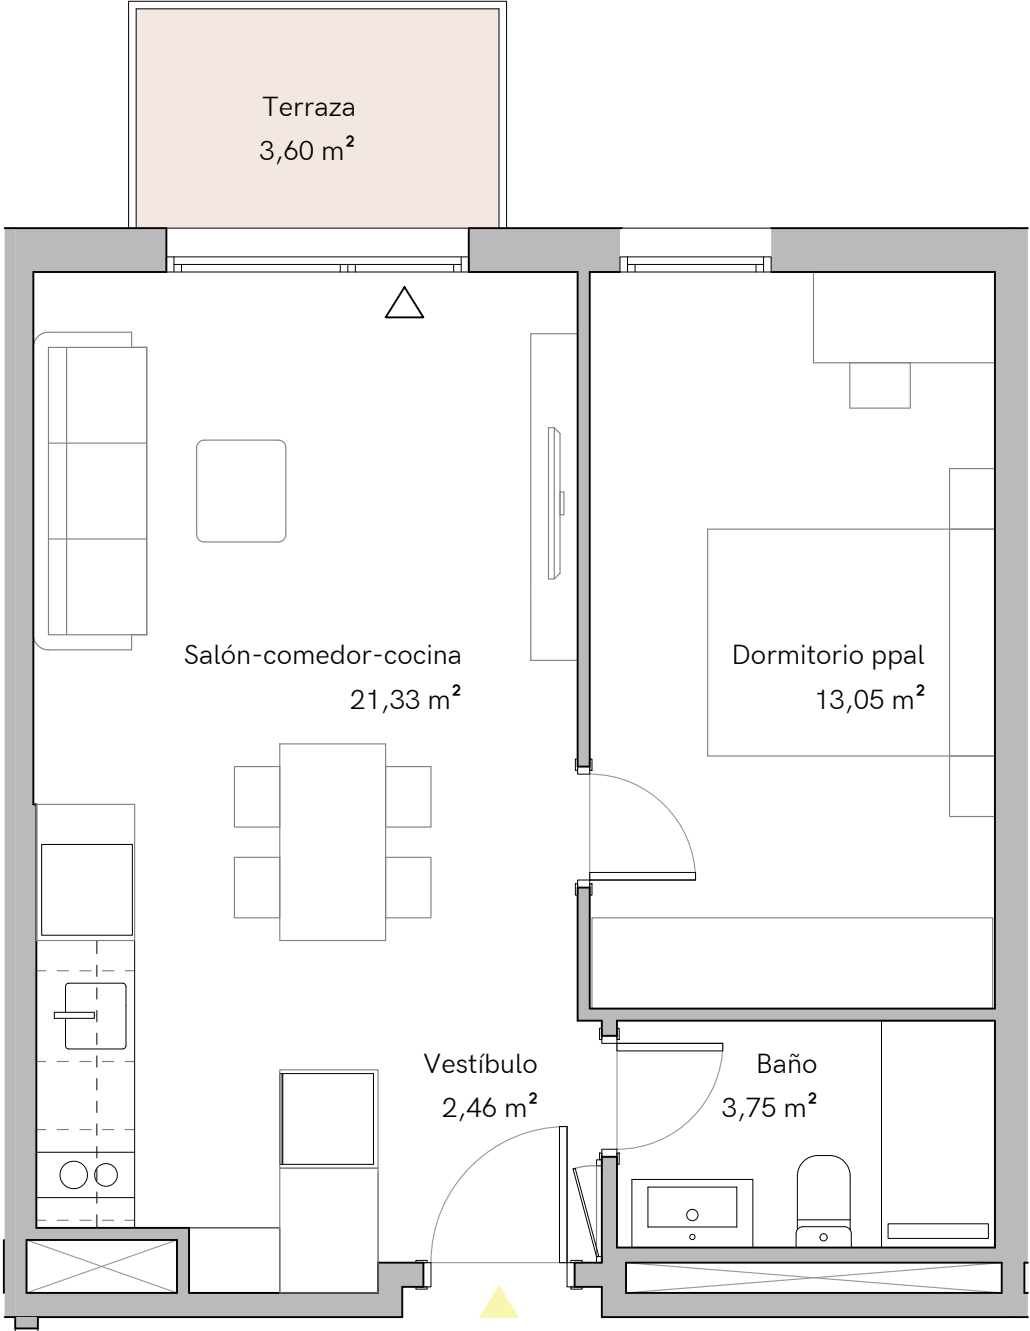 Terraza
3,60 m²
Salón-comedor-cocina
21,33 m²
Dormitorio ppal
13,05 m²
Vestíbulo
2,46 m²
Baño
3,75 m²